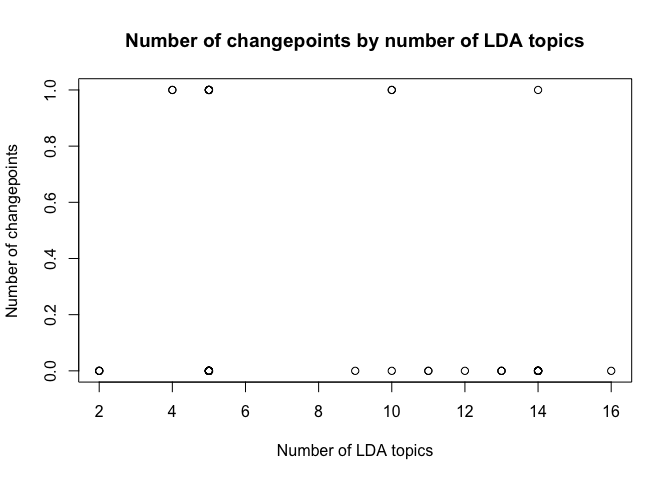 Number of changepoints by number of LDA topics
Number of changepoints
1.0
0.8
0.6
0.4
0.2
0.0
2 4 6 8 10 12 14 16
Number of LDA topics